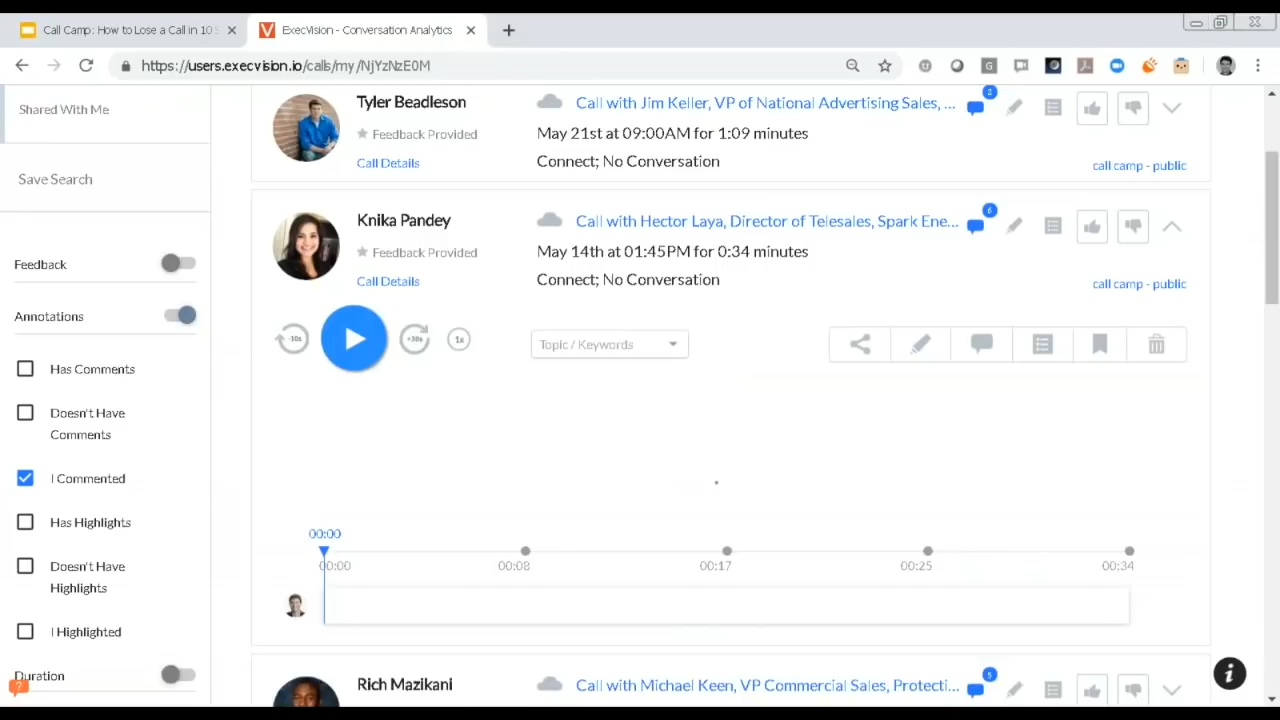 Call Camp: How to Lose a Call in 10 S
ExecVision - Conversation Analytics
https://users.execvision.io/calls/my/NjYzNzE0M
Shared With Me
Save Search
Feedback
Annotations
Has Comments
Doesn't Have
Comments
I Commented
Has Highlights
Doesn't Have
Highlights
I Highlighted
Duration
?
Tyler Beadleson
Feedback Provided
Call Details
Call with Jim Keller, VP of National Advertising Sales, ...
2
May 21st at 09:00AM for 1:09 minutes
Connect; No Conversation
call camp - public
Knika Pandey
Feedback Provided
Call Details
Call with Hector Laya, Director of Telesales, Spark Ene...
6
May 14th at 01:45PM for 0:34 minutes
Connect; No Conversation
call camp - public
-10s
+30s
1x
Topic / Keywords
00:00
00:00
00:08
00:17
00:25
00:34
Rich Mazikani
Call with Michael Keen, VP Commercial Sales, Protecti...
5
i